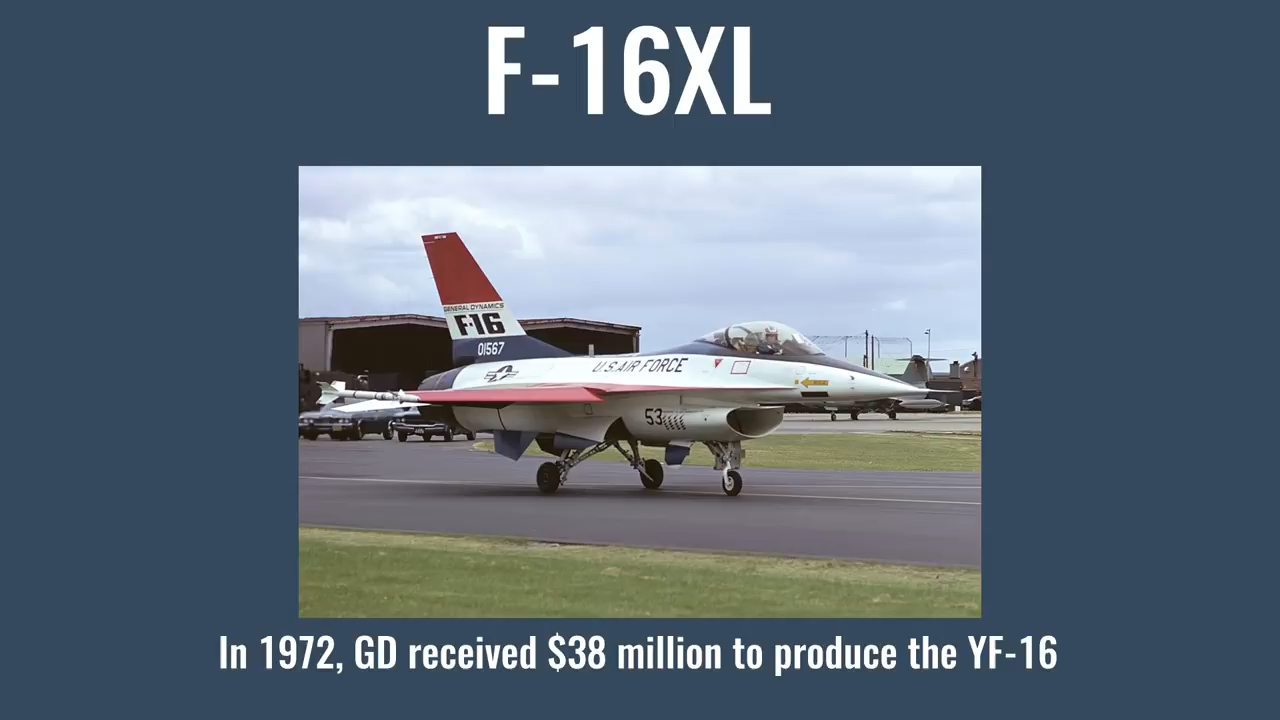 F-16XL
GENERAL DYNAMICS
F-16
01567
U.S. AIR FORCE
53
In 1972, GD received $38 million to produce the YF-16